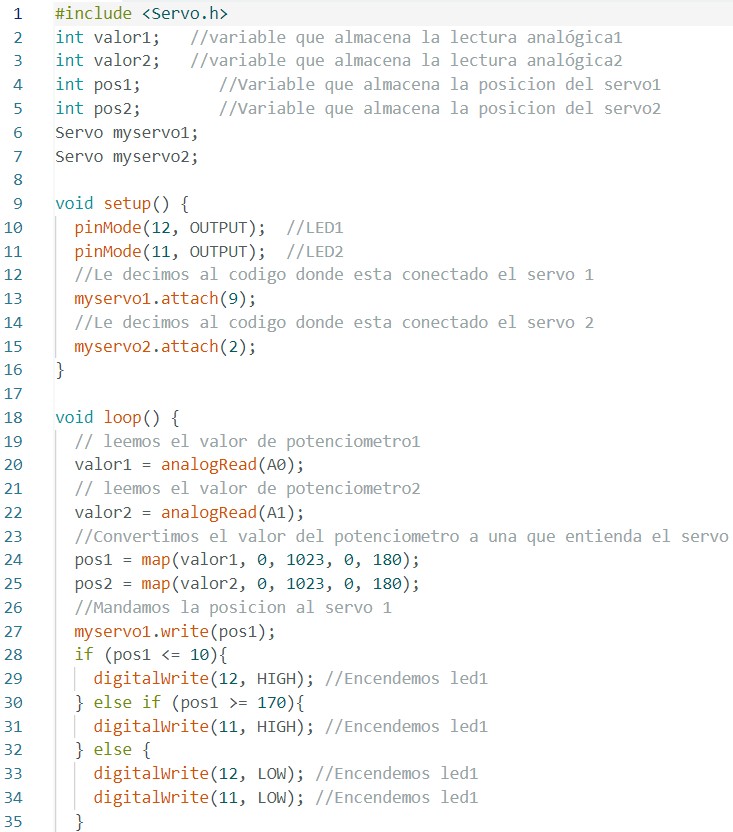 1 #include <Servo.h>
2 int valor1;   //variable que almacena la lectura analógica1
3 int valor2;   //variable que almacena la lectura analógica2
4 int pos1;        //Variable que almacena la posicion del servo1
5 int pos2;        //Variable que almacena la posicion del servo2
6 Servo myservo1;
7 Servo myservo2;
8
9 void setup() {
10   pinMode(12, OUTPUT);  //LED1
11   pinMode(11, OUTPUT);  //LED2
12   //Le decimos al codigo donde esta conectado el servo 1
13   myservo1.attach(9);
14   //Le decimos al codigo donde esta conectado el servo 2
15   myservo2.attach(2);
16 }
17
18 void loop() {
19   // leemos el valor de potenciometro1
20   valor1 = analogRead(A0);
21   // leemos el valor de potenciometro2
22   valor2 = analogRead(A1);
23   //Convertimos el valor del potenciometro a una que entienda el servo
24   pos1 = map(valor1, 0, 1023, 0, 180);
25   pos2 = map(valor2, 0, 1023, 0, 180);
26   //Mandamos la posicion al servo 1
27   myservo1.write(pos1);
28   if (pos1 <= 10){
29     digitalWrite(12, HIGH); //Encendemos led1
30   } else if (pos1 >= 170){
31     digitalWrite(11, HIGH); //Encendemos led1
32   } else {
33     digitalWrite(12, LOW); //Encendemos led1
34     digitalWrite(11, LOW); //Encendemos led1
35   }